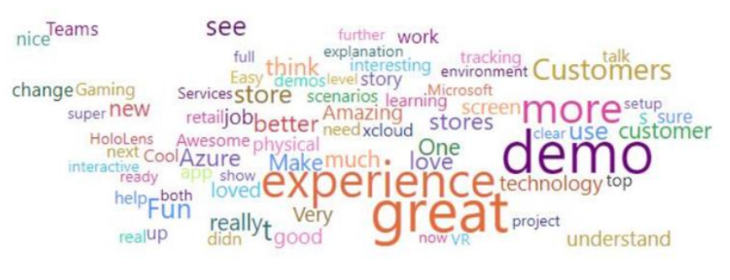 nice Teams see further work
full explanation tracking talk
think interesting environment Customers
Easy demos level story
change Gaming Services store scenarios learning .Microsoft
super new retail job better Amazing screen more setup
need xcloud stores s sure
HoloLens Awesome physical One clear use customer
next Cool Azure Make much love demo
interactive ready app show loved experience technology top
help both
Fun really t Very great project
real up didn good now VR understand